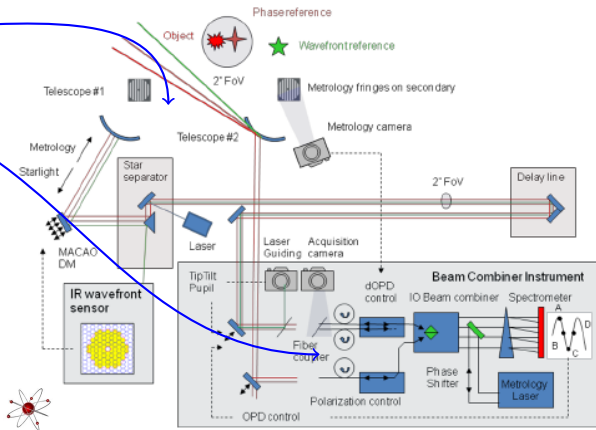 Phase reference
Object
Wavefront reference
2" FoV
Telescope #1
Metrology fringes on secondary
Telescope #2
Metrology camera
Metrology
Starlight
Star
separator
2" FoV
Delay line
Laser
MACAO
DM
Laser
Guiding
Acquisition
camera
TipTilt
Pupil
dOPD
control
Beam Combiner Instrument
IO Beam combiner
Spectrometer
IR wavefront
sensor
A
D
B
C
Fiber
coupler
Phase
Shifter
Metrology
Laser
Polarization control
OPD control